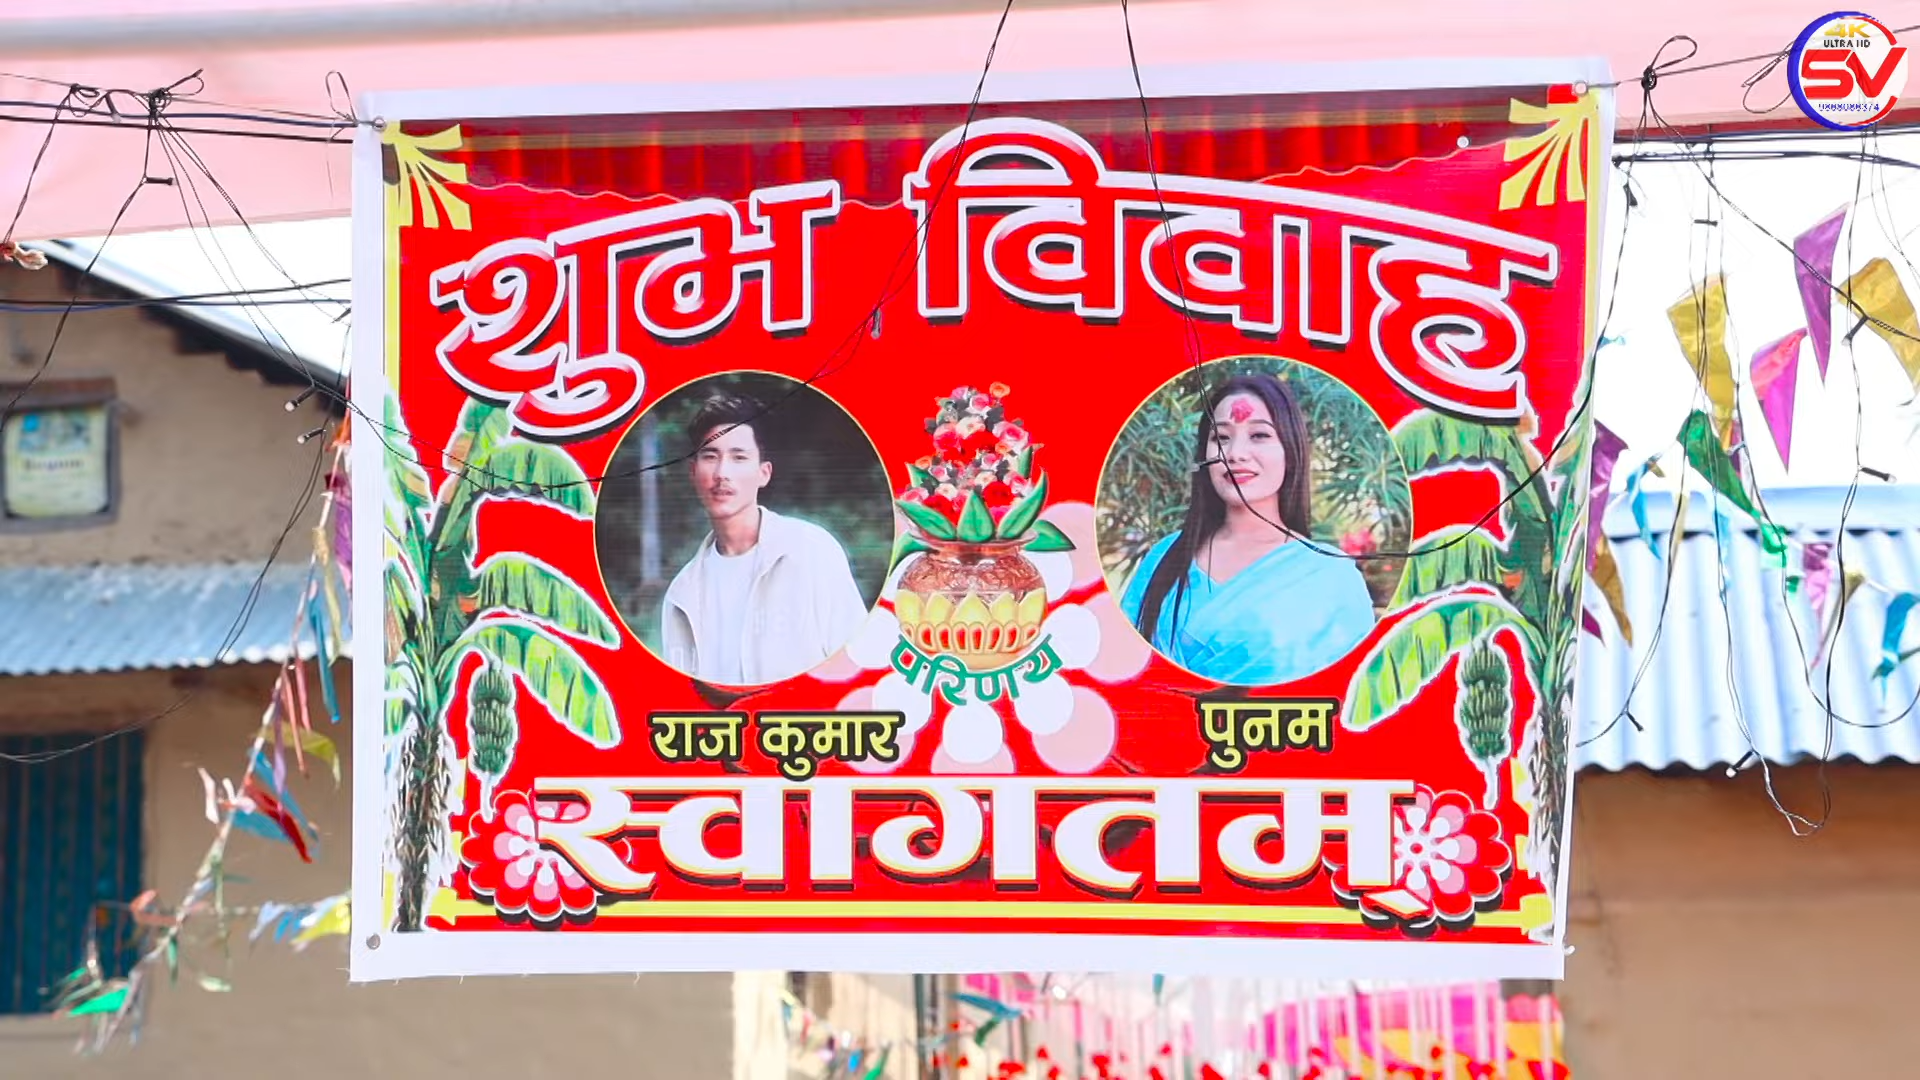 4K
ULTRA HD
SV
शुभ विवाह
परिणय
राज कुमार
पुनम
स्वागतम